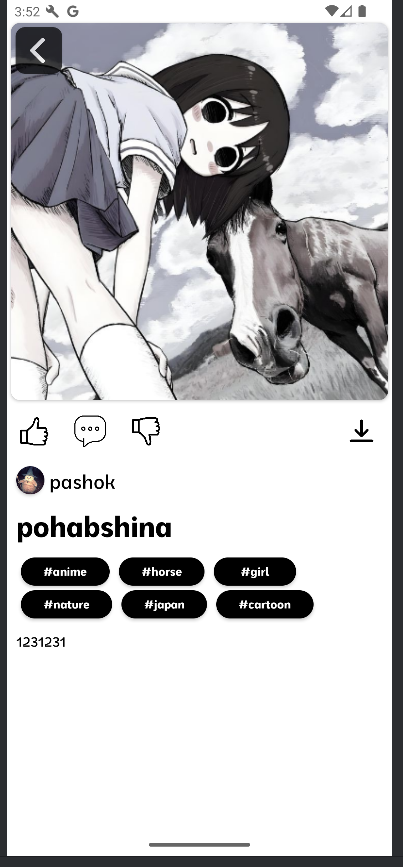 3:52 G
pashok
pohabshina
#anime #horse #girl
#nature #japan #cartoon
1231231